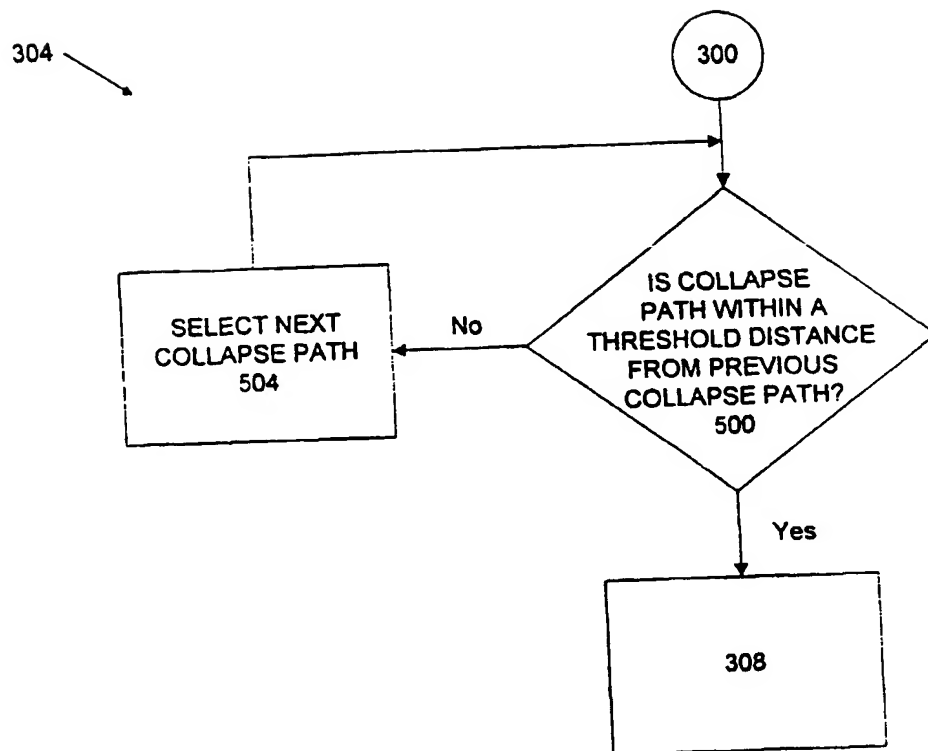 304
300
IS COLLAPSE
PATH WITHIN A
THRESHOLD DISTANCE
FROM PREVIOUS
COLLAPSE PATH?
500
No
SELECT NEXT
COLLAPSE PATH
504
Yes
308